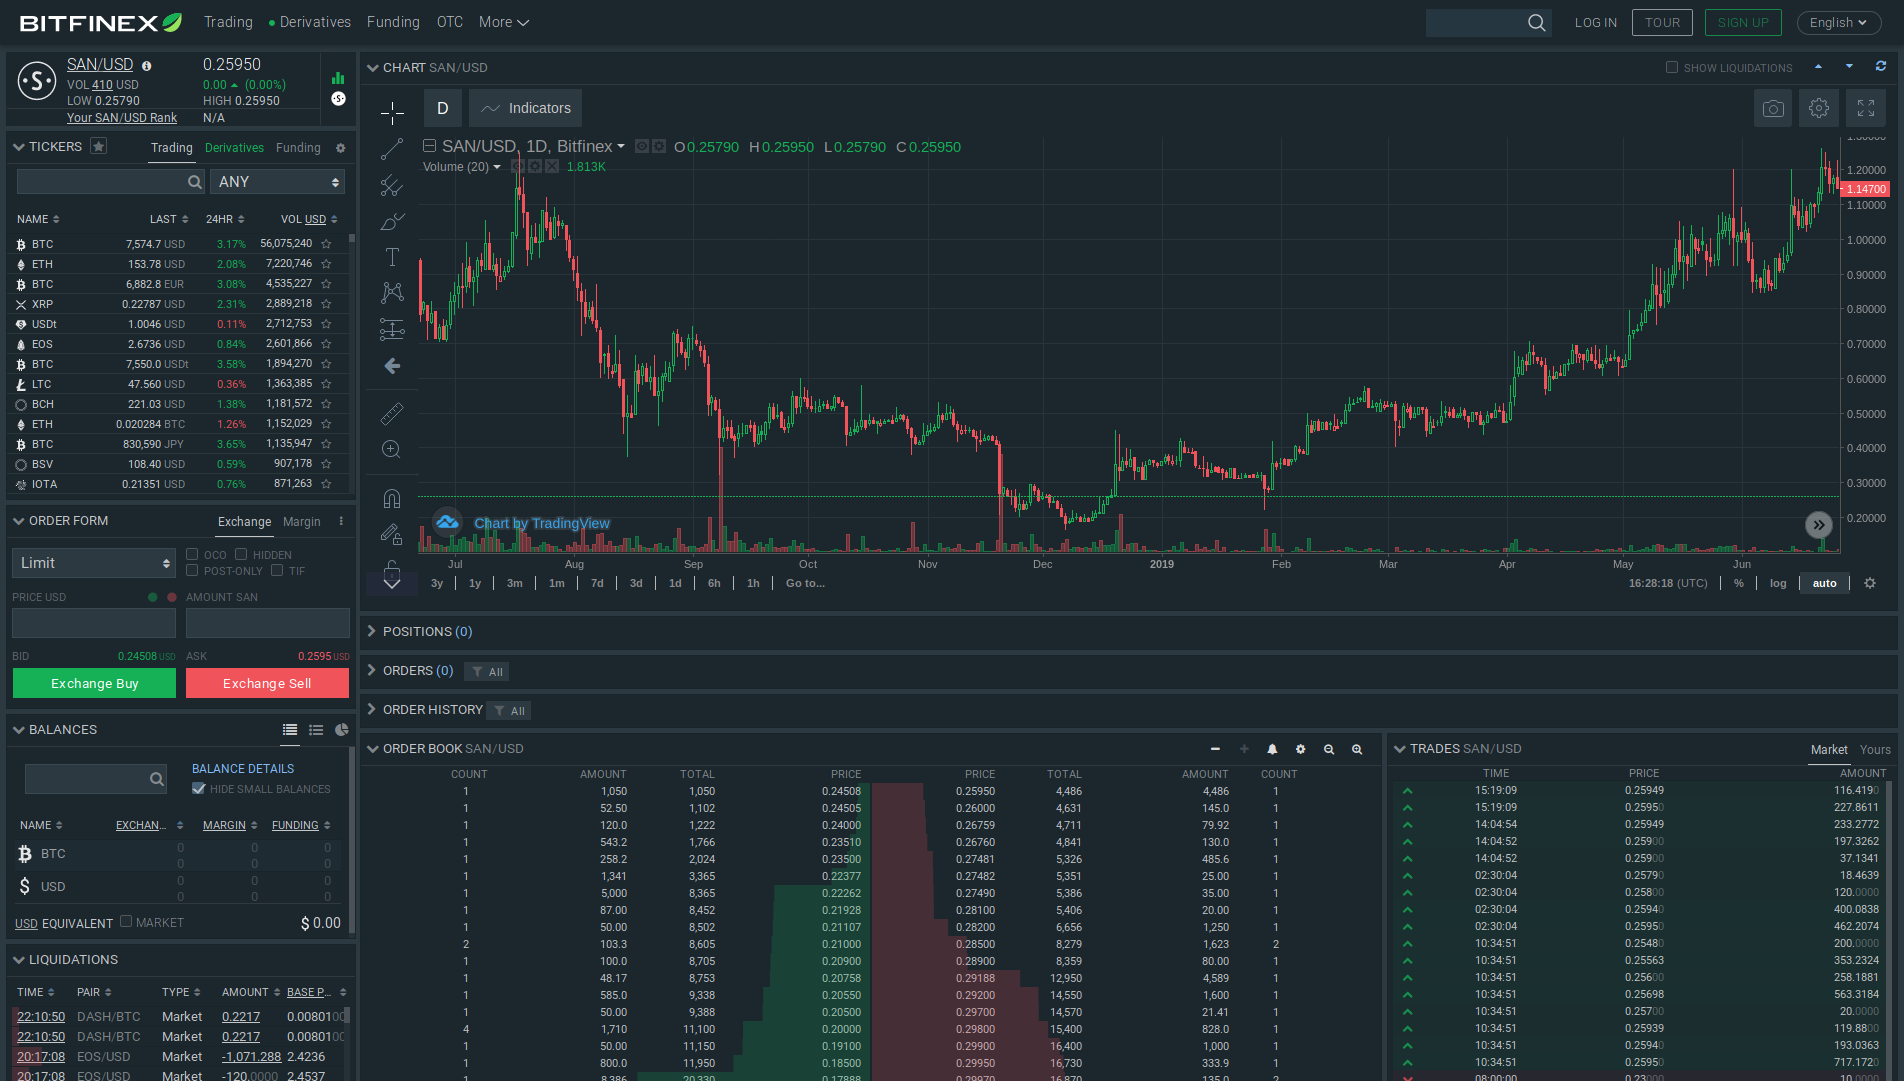 BITFINEX Trading Derivatives Funding OTC More LOG IN TOUR SIGN UP English
SAN/USD 0.25950
VOL 410 USD 0.00 (0.00%)
LOW 0.25790 HIGH 0.25950
Your SAN/USD Rank N/A
TICKERS Trading Derivatives Funding
ANY
NAME LAST 24HR VOL USD
BTC 7,574.7 USD 3.17% 56,075,240
ETH 153.78 USD 2.08% 7,220,746
BTC 6,882.8 EUR 3.08% 4,535,227
XRP 0.22787 USD 2.31% 2,889,218
USDt 1.0046 USD 0.11% 2,712,753
EOS 2.6736 USD 0.84% 2,601,866
BTC 7,550.0 USDt 3.58% 1,894,270
LTC 47.560 USD 0.36% 1,363,385
BCH 221.03 USD 1.38% 1,181,572
ETH 0.020284 BTC 1.26% 1,152,029
BTC 830,590 JPY 3.65% 1,135,947
BSV 108.40 USD 0.59% 907,178
IOTA 0.21351 USD 0.76% 871,263
ORDER FORM Exchange Margin
Limit
OCO HIDDEN
POST-ONLY TIF
PRICE USD AMOUNT SAN
BID 0.24508 USD ASK 0.2595 USD
Exchange Buy Exchange Sell
BALANCES
BALANCE DETAILS
HIDE SMALL BALANCES
NAME EXCHAN... MARGIN FUNDING
BTC 0 0 0
0 0 0
USD 0 0 0
0 0 0
USD EQUIVALENT MARKET $ 0.00
LIQUIDATIONS
TIME PAIR TYPE AMOUNT BASE P...
22:10:50 DASH/BTC Market 0.2217 0.0080100
22:10:50 DASH/BTC Market 0.2217 0.0080100
20:17:08 EOS/USD Market -1,071.288 2.4236
20:17:08 EOS/USD Market -120.0000 2.4537
CHART SAN/USD SHOW LIQUIDATIONS
D Indicators
SAN/USD, 1D, Bitfinex O 0.25790 H 0.25950 L 0.25790 C 0.25950
Volume (20) 1.813K
1.20000
1.14700
1.10000
1.00000
0.90000
0.80000
0.70000
0.60000
0.50000
0.40000
0.30000
0.20000
Chart by TradingView
Jul Aug Sep Oct Nov Dec 2019 Feb Mar Apr May Jun
3y 1y 3m 1m 7d 3d 1d 6h 1h Go to... 16:28:18 (UTC) % log auto
POSITIONS (0)
ORDERS (0) All
ORDER HISTORY All
ORDER BOOK SAN/USD
COUNT AMOUNT TOTAL PRICE PRICE TOTAL AMOUNT COUNT
1 1,050 1,050 0.24508 0.25950 4,486 4,486 1
1 52.50 1,102 0.24505 0.26000 4,631 145.0 1
1 120.0 1,222 0.24000 0.26759 4,711 79.92 1
1 543.2 1,766 0.23510 0.26760 4,841 130.0 1
1 258.2 2,024 0.23500 0.27481 5,326 485.6 1
1 1,341 3,365 0.22377 0.27482 5,351 25.00 1
1 5,000 8,365 0.22262 0.27490 5,386 35.00 1
1 87.00 8,452 0.21928 0.28100 5,406 20.00 1
1 50.00 8,502 0.21107 0.28200 6,656 1,250 1
2 103.3 8,605 0.21000 0.28500 8,279 1,623 2
1 100.0 8,705 0.20900 0.28900 8,359 80.00 1
1 48.17 8,753 0.20758 0.29188 12,950 4,589 1
1 585.0 9,338 0.20550 0.29200 14,550 1,600 1
1 50.00 9,388 0.20500 0.29700 14,570 21.41 1
4 1,710 11,100 0.20000 0.29800 15,400 828.0 1
1 50.00 11,150 0.19100 0.29900 16,400 1,000 1
1 800.0 11,950 0.18500 0.29950 16,730 333.9 1
1 8,386 20,330 0.17888 0.29970 16,870 135.0 2
TRADES SAN/USD Market Yours
TIME PRICE AMOUNT
15:19:09 0.25949 116.4190
15:19:09 0.25950 227.8611
14:04:54 0.25949 233.2772
14:04:52 0.25900 197.3262
14:04:52 0.25900 37.1341
02:30:04 0.25790 18.4639
02:30:04 0.25800 120.0000
02:30:04 0.25940 400.0838
02:30:04 0.25950 462.2074
10:34:51 0.25480 200.0000
10:34:51 0.25563 353.2324
10:34:51 0.25600 258.1881
10:34:51 0.25698 563.3184
10:34:51 0.25700 20.0000
10:34:51 0.25939 119.8800
10:34:51 0.25940 193.0363
10:34:51 0.25950 717.1720
08:00:00 0.23000 10.0000